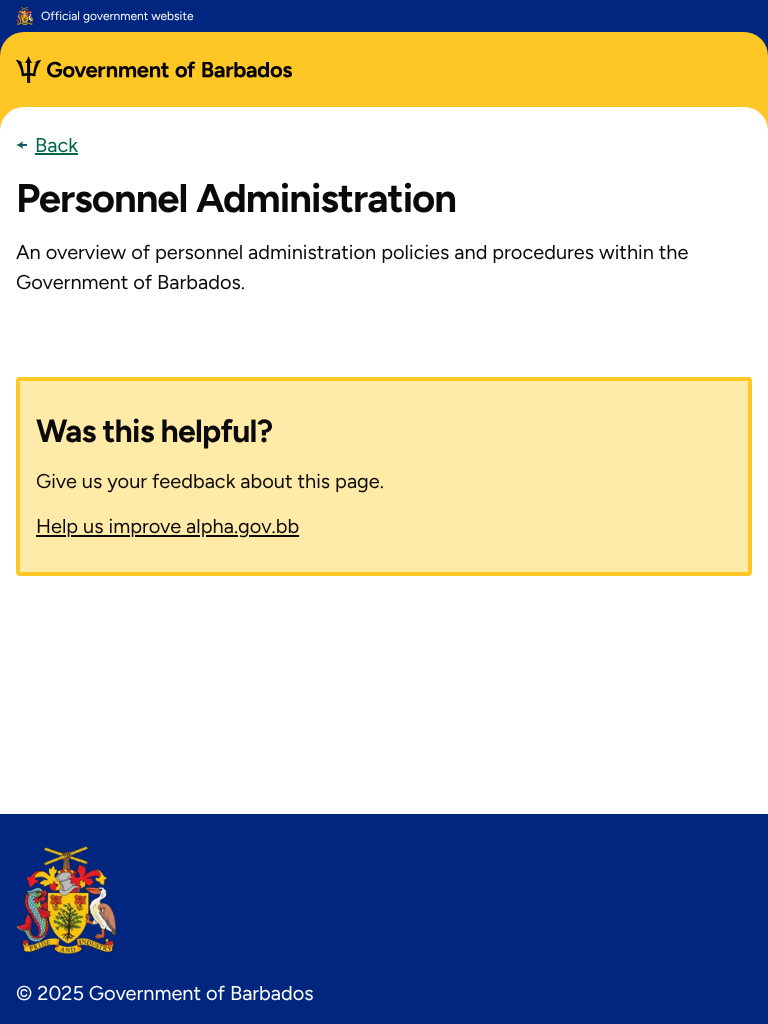 Official government website
Government of Barbados
Back
Personnel Administration
An overview of personnel administration policies and procedures within the
Government of Barbados.
Was this helpful?
Give us your feedback about this page.
Help us improve alpha.gov.bb
PRIDE AND INDUSTRY
© 2025 Government of Barbados